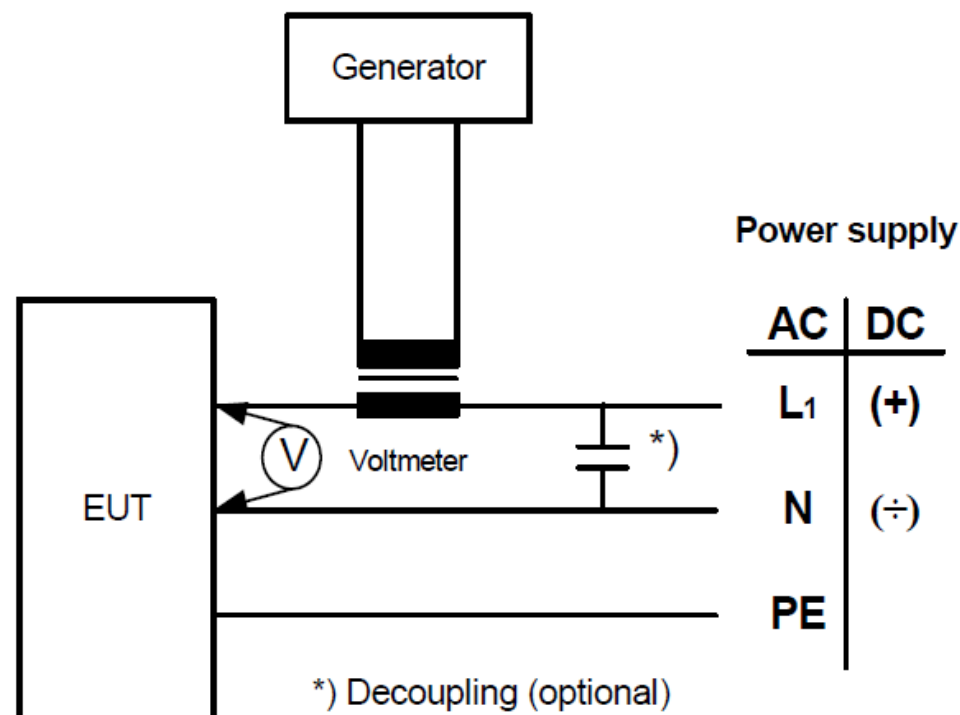 Generator
Power supply
AC DC
L1 (+)
*)
V Voltmeter
EUT
N (÷)
PE
*) Decoupling (optional)